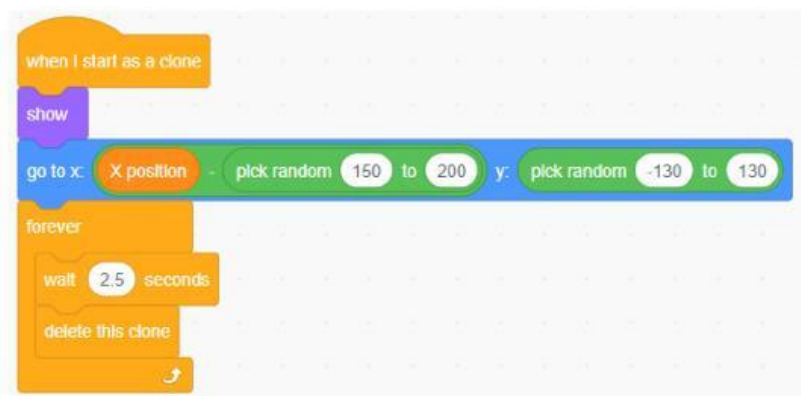 when I start as a clone
show
go to x: X position - pick random 150 to 200 y: pick random -130 to 130
forever
wait 2.5 seconds
delete this clone